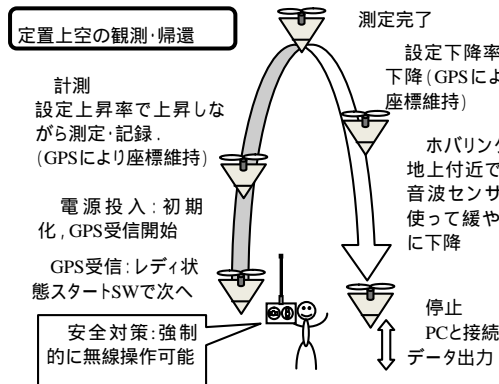 定置上空の観測・帰還
測定完了
計測
設定上昇率で上昇しな
がら測定・記録.
(GPSにより座標維持)
電源投入:初期
化,GPS受信開始
GPS受信:レディ状
態スタートSWで次へ
安全対策:強制
的に無線操作可能
設定下降率
下降(GPSによ
座標維持)
ホバリング
地上付近で
音波センサ
使って緩や
に下降
停止
PCと接続
データ出力